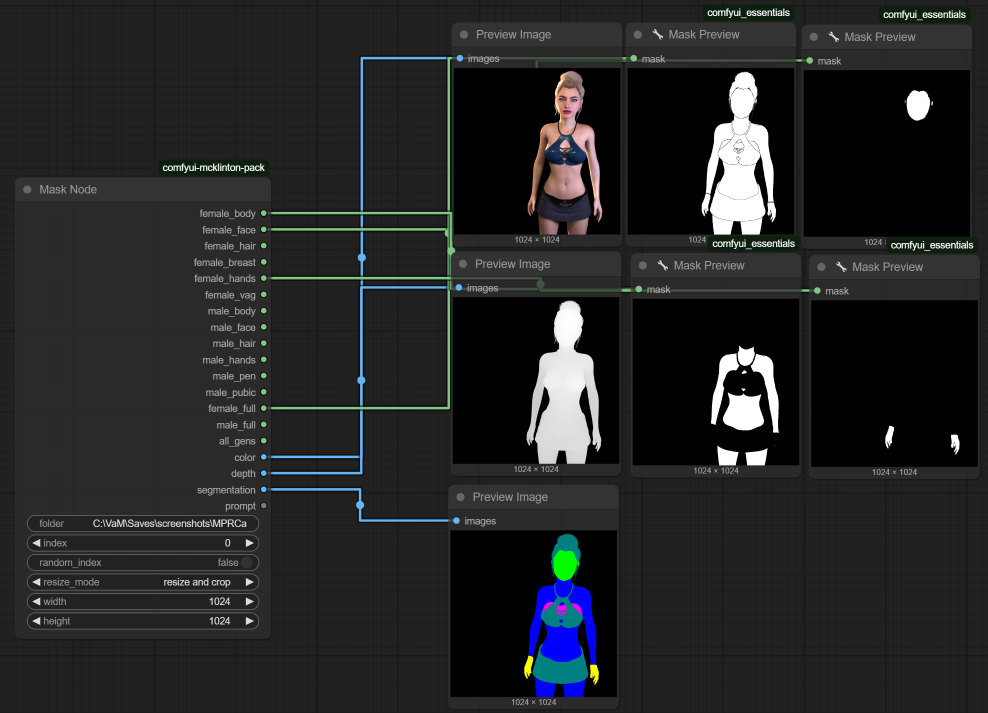 comfyui_essentials
comfyui_essentials
Preview Image
Mask Preview
Mask Preview
images
mask
mask
1024 × 1024
1024
1024
comfyui-mcklinton-pack
Mask Node
female_body
female_face
female_hair
female_breast
female_hands
female_vag
male_body
male_face
male_hair
male_hands
male_pen
male_pubic
female_full
male_full
all_gens
color
depth
segmentation
prompt
folder C:\VaM\Saves\screenshots\MPRCa
index 0
random_index false
resize_mode resize and crop
width 1024
height 1024
comfyui_essentials
comfyui_essentials
Preview Image
Mask Preview
Mask Preview
images
mask
mask
1024 × 1024
1024 × 1024
1024 × 1024
Preview Image
images
1024 × 1024